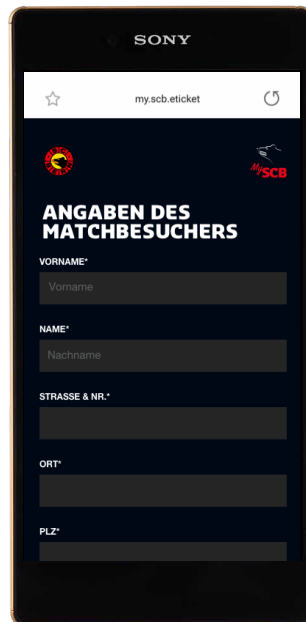 SONY
my.scb.eticket
MySCB
ANGABEN DES
MATCHBESUCHERS
VORNAME*
Vorname
NAME*
Nachname
STRASSE & NR.*
ORT*
PLZ*